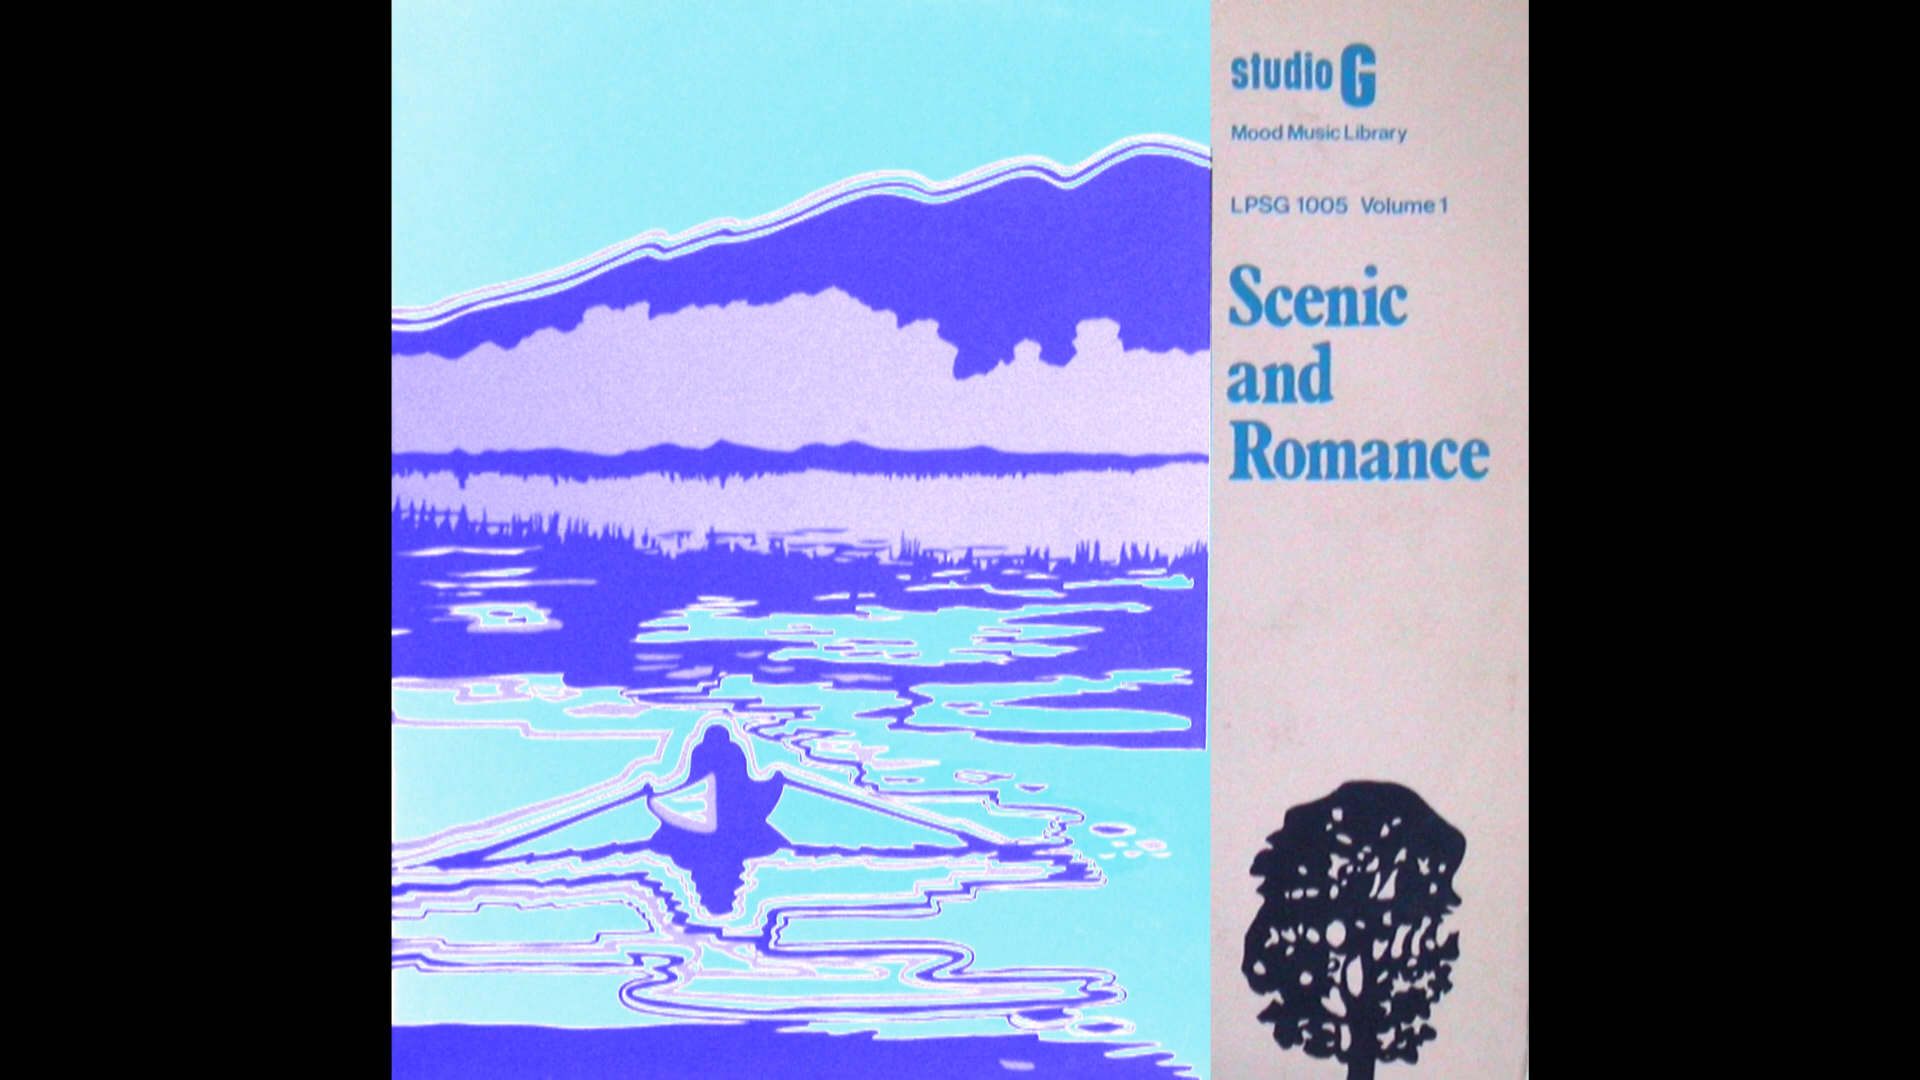 studio G
Mood Music Library
LPSG 1005 Volume 1
Scenic
and
Romance